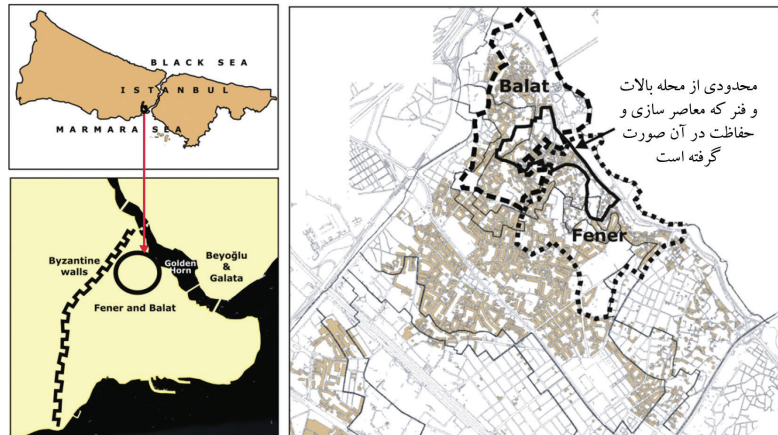 BLACK SEA
ISTANBUL
MARMARA SEA
Byzantine
walls
Golden
Horn
Beyoğlu
&
Galata
Fener and Balat
Balat
Fener
محدودی از محله بالات
و فنر که معاصر سازی و
حفاظت در آن صورت
گرفته است